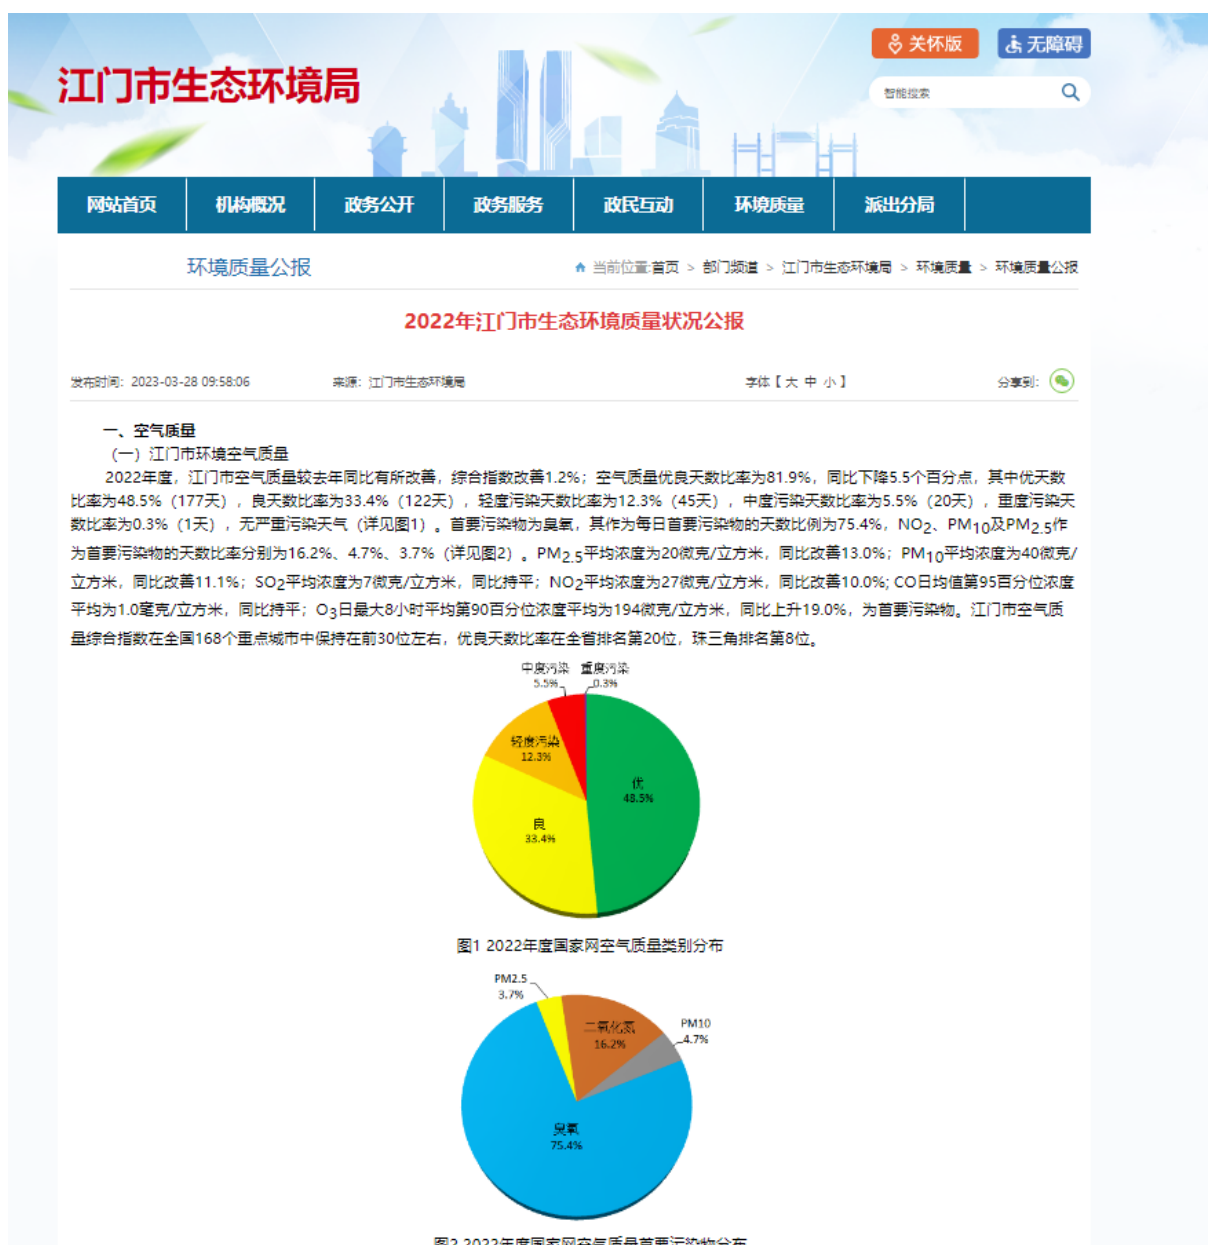 关怀版
无障碍
江门市生态环境局
智能搜索
网站首页 机构概况 政务公开 政务服务 政民互动 环境质量 派出分局
环境质量公报
当前位置:首页 > 部门频道 > 江门市生态环境局 > 环境质量 > 环境质量公报
2022年江门市生态环境质量状况公报
发布时间：2023-03-28 09:58:06 来源：江门市生态环境局 字体【 大 中 小 】 分享到：
一、空气质量
（一）江门市环境空气质量
2022年度，江门市空气质量较去年同比有所改善，综合指数改善1.2%；空气质量优良天数比率为81.9%，同比下降5.5个百分点，其中优天数
比率为48.5%（177天），良天数比率为33.4%（122天），轻度污染天数比率为12.3%（45天），中度污染天数比率为5.5%（20天），重度污染天
数比率为0.3%（1天），无严重污染天气（详见图1）。首要污染物为臭氧，其作为每日首要污染物的天数比例为75.4%，NO2、PM10及PM2.5作
为首要污染物的天数比率分别为16.2%、4.7%、3.7%（详见图2）。PM2.5平均浓度为20微克/立方米，同比改善13.0%；PM10平均浓度为40微克/
立方米，同比改善11.1%；SO2平均浓度为7微克/立方米，同比持平；NO2平均浓度为27微克/立方米，同比改善10.0%; CO日均值第95百分位浓度
平均为1.0毫克/立方米，同比持平；O3日最大8小时平均第90百分位浓度平均为194微克/立方米，同比上升19.0%，为首要污染物。江门市空气质
量综合指数在全国168个重点城市中保持在前30位左右，优良天数比率在全省排名第20位，珠三角排名第8位。
中度污染
5.5%
重度污染
0.3%
轻度污染
12.3%
优
48.5%
良
33.4%
图1 2022年度国家网空气质量类别分布
PM2.5
3.7%
二氧化氮
16.2%
PM10
4.7%
臭氧
75.4%
图2 2022年度国家网空气质量首要污染物分布